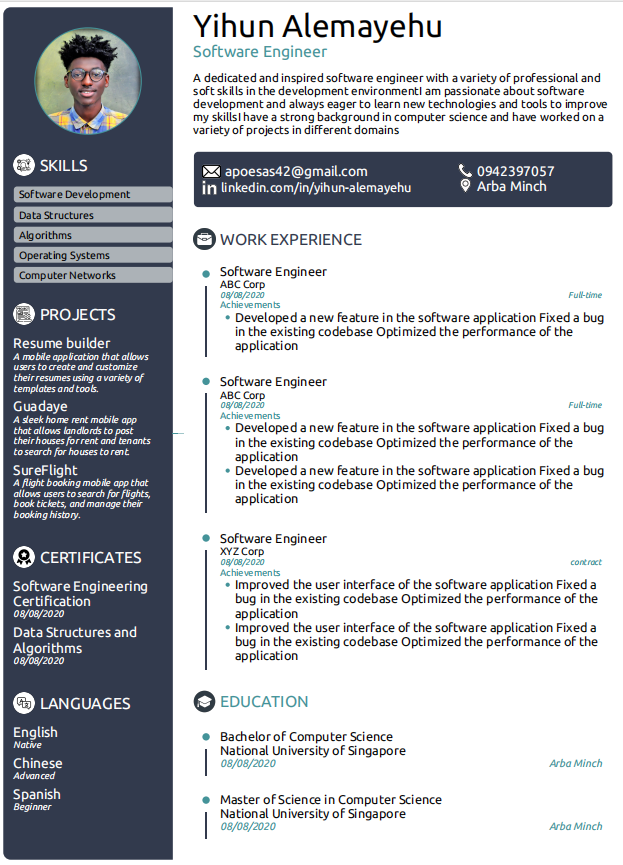 Yihun Alemayehu
Software Engineer
A dedicated and inspired software engineer with a variety of professional and
soft skills in the development environmentI am passionate about software
development and always eager to learn new technologies and tools to improve
my skillsI have a strong background in computer science and have worked on a
variety of projects in different domains
apoesas42@gmail.com
0942397057
linkedin.com/in/yihun-alemayehu
Arba Minch
SKILLS
Software Development
Data Structures
Algorithms
Operating Systems
Computer Networks
PROJECTS
Resume builder
A mobile application that allows
users to create and customize
their resumes using a variety of
templates and tools.
Guadaye
A sleek home rent mobile app
that allows landlords to post
their houses for rent and tenants
to search for houses to rent.
SureFlight
A flight booking mobile app that
allows users to search for flights,
book tickets, and manage their
booking history.
CERTIFICATES
Software Engineering
Certification
08/08/2020
Data Structures and
Algorithms
08/08/2020
LANGUAGES
English
Native
Chinese
Advanced
Spanish
Beginner
WORK EXPERIENCE
Software Engineer
ABC Corp
08/08/2020 Full-time
Achievements
• Developed a new feature in the software application Fixed a bug
in the existing codebase Optimized the performance of the
application
Software Engineer
ABC Corp
08/08/2020 Full-time
Achievements
• Developed a new feature in the software application Fixed a bug
in the existing codebase Optimized the performance of the
application
• Developed a new feature in the software application Fixed a bug
in the existing codebase Optimized the performance of the
application
Software Engineer
XYZ Corp
08/08/2020 contract
Achievements
• Improved the user interface of the software application Fixed a
bug in the existing codebase Optimized the performance of the
application
• Improved the user interface of the software application Fixed a
bug in the existing codebase Optimized the performance of the
application
EDUCATION
Bachelor of Computer Science
National University of Singapore
08/08/2020 Arba Minch
Master of Science in Computer Science
National University of Singapore
08/08/2020 Arba Minch